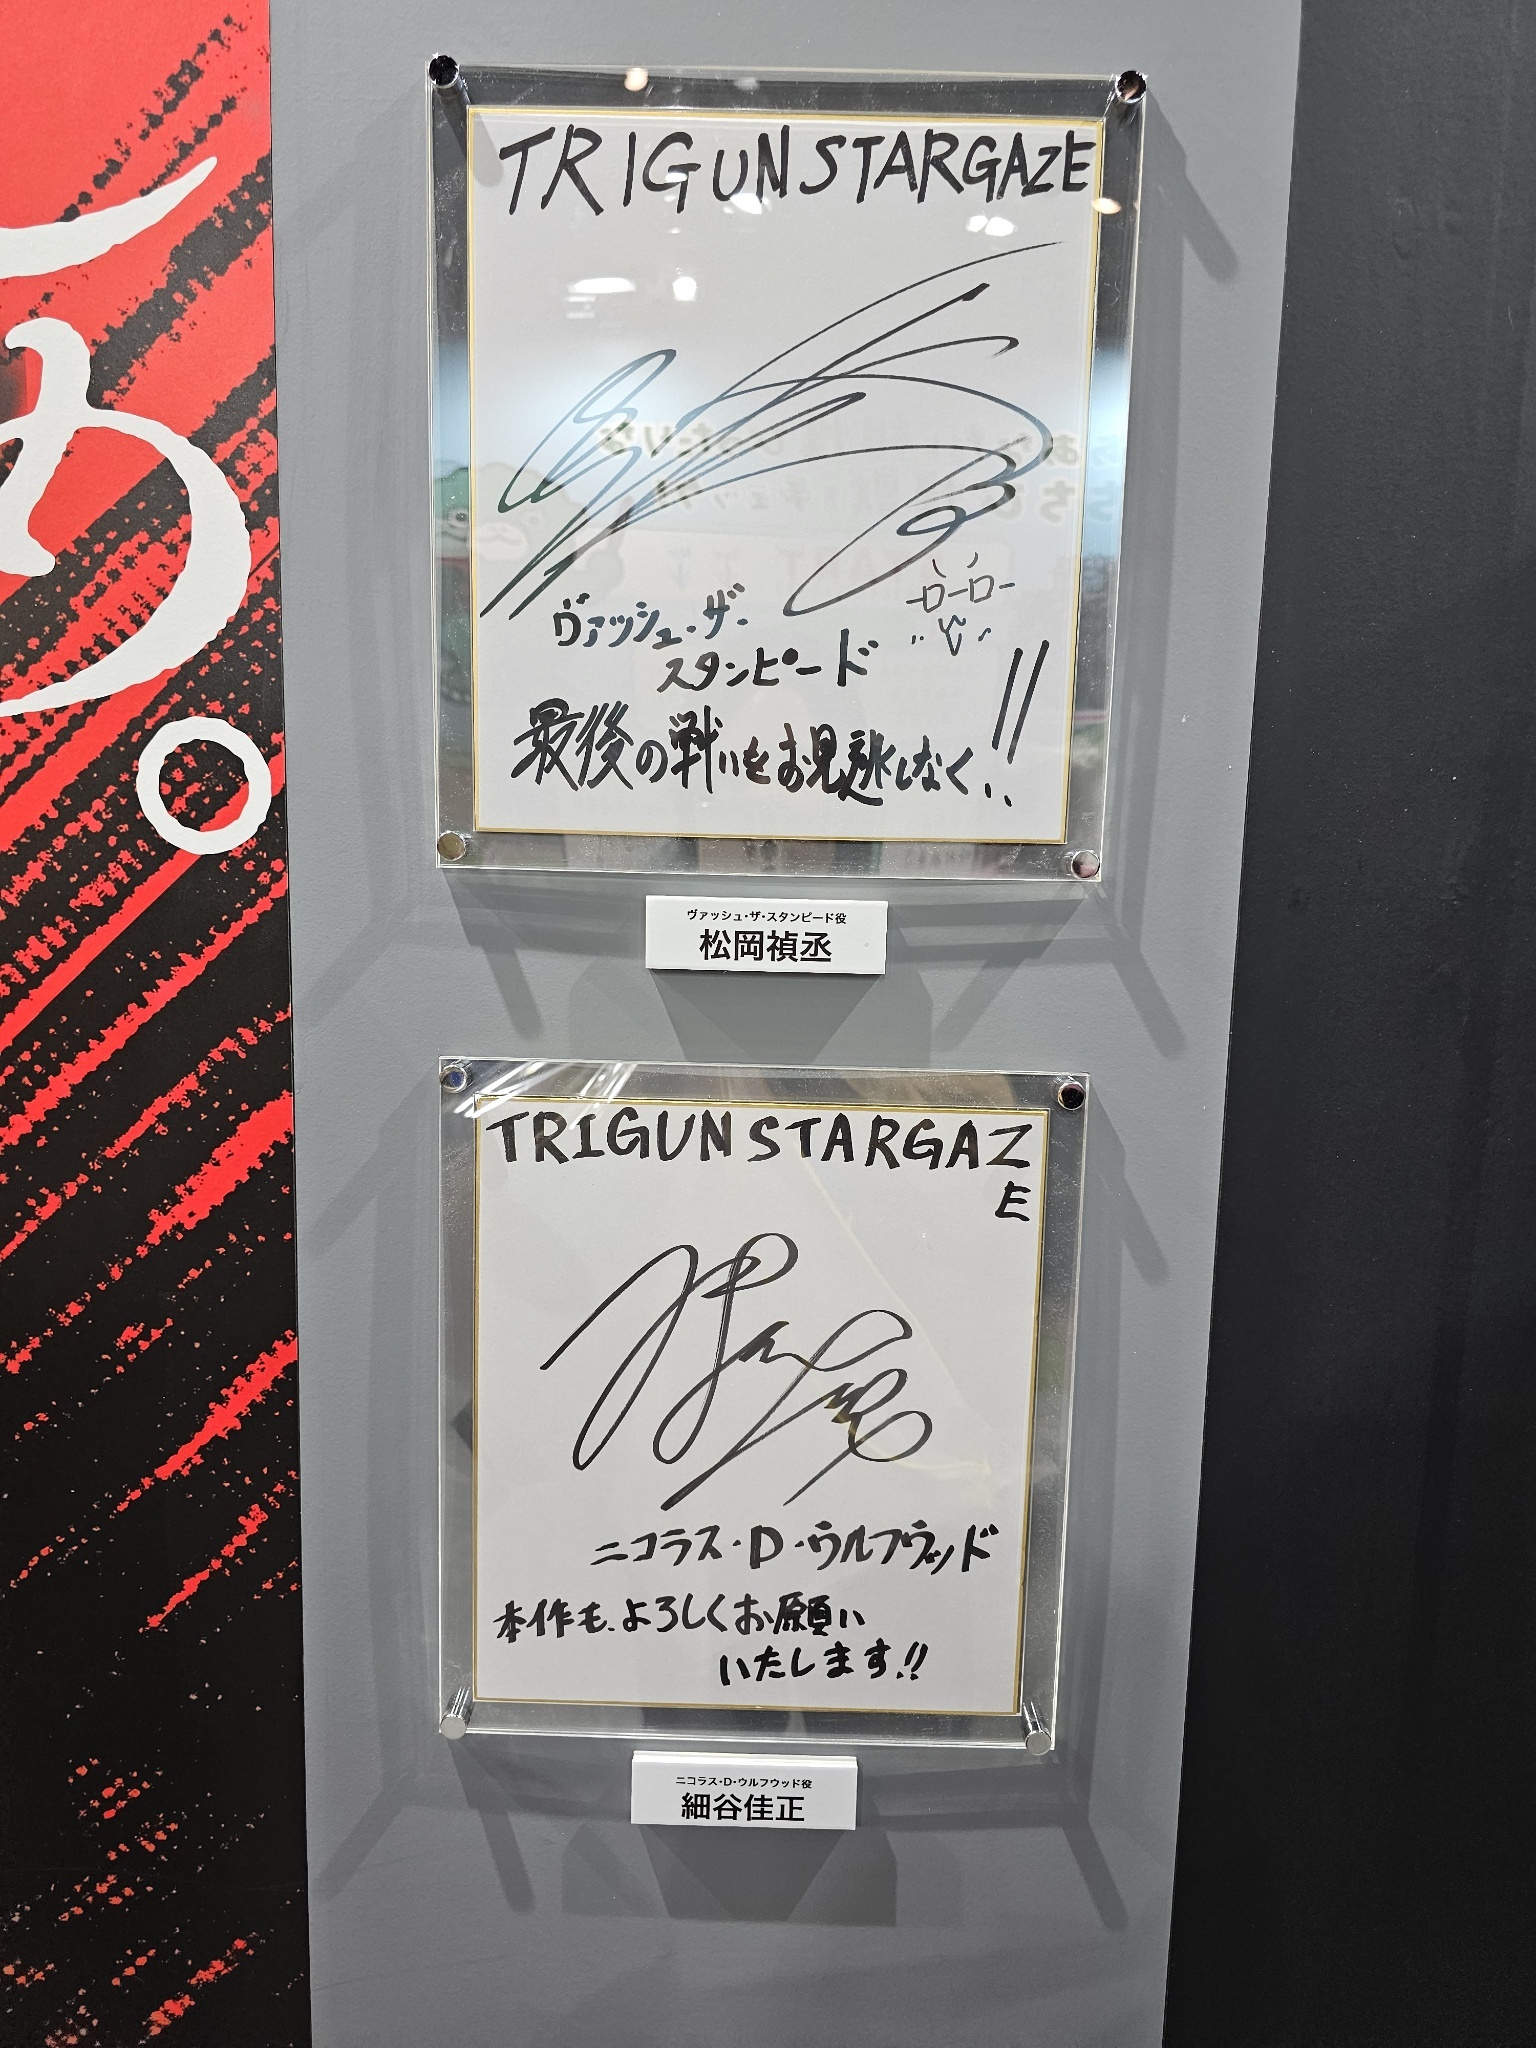 TRIGUN STARGAZE
ヴァッシュ・ザ・
スタンピード
最後の戦いをお見逃しなく!!
ヴァッシュ・ザ・スタンピード役
松岡禎丞
TRIGUN STARGAZ
E
ニコラス・D・ウルフウッド
本作も、よろしくお願い
いたします!!
ニコラス・D・ウルフウッド役
細谷佳正